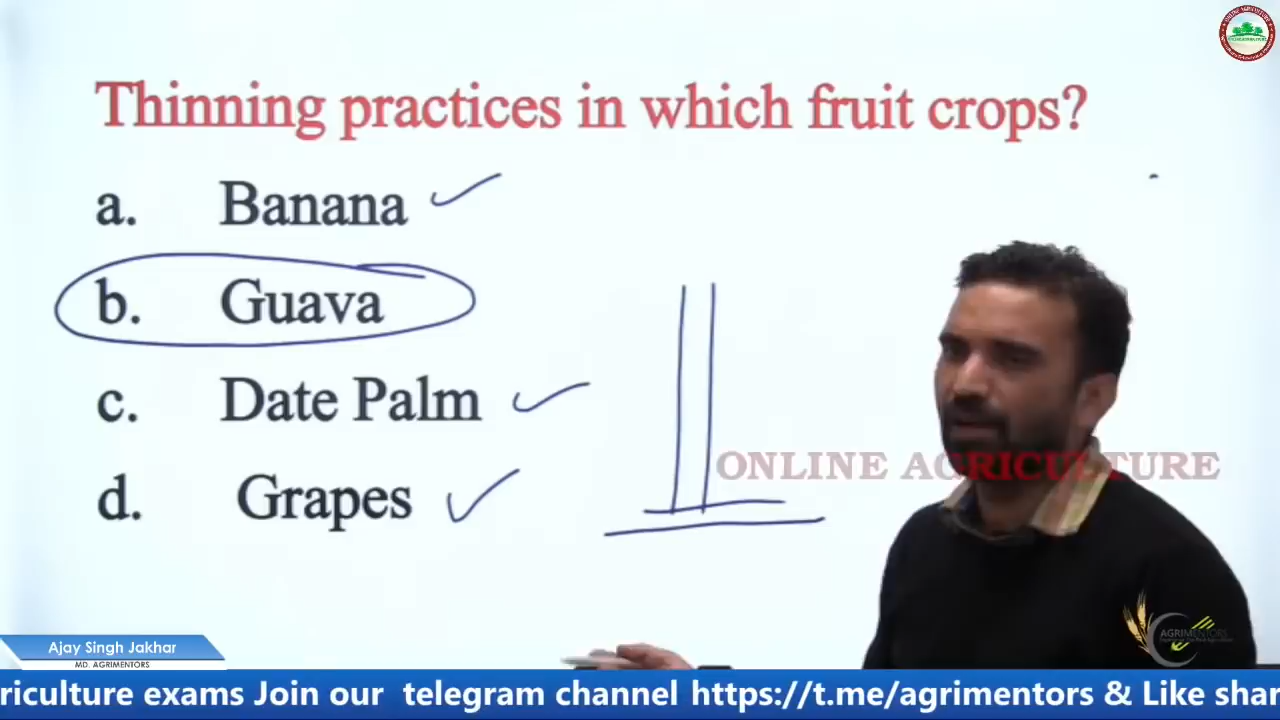 Thinning practices in which fruit crops?
a. Banana
b. Guava
c. Date Palm
d. Grapes
ONLINE AGRICULTURE
AGRIMENTORS
Ajay Singh Jakhar
MD. AGRIMENTORS
riculture exams Join our telegram channel https://t.me/agrimentors & Like shar